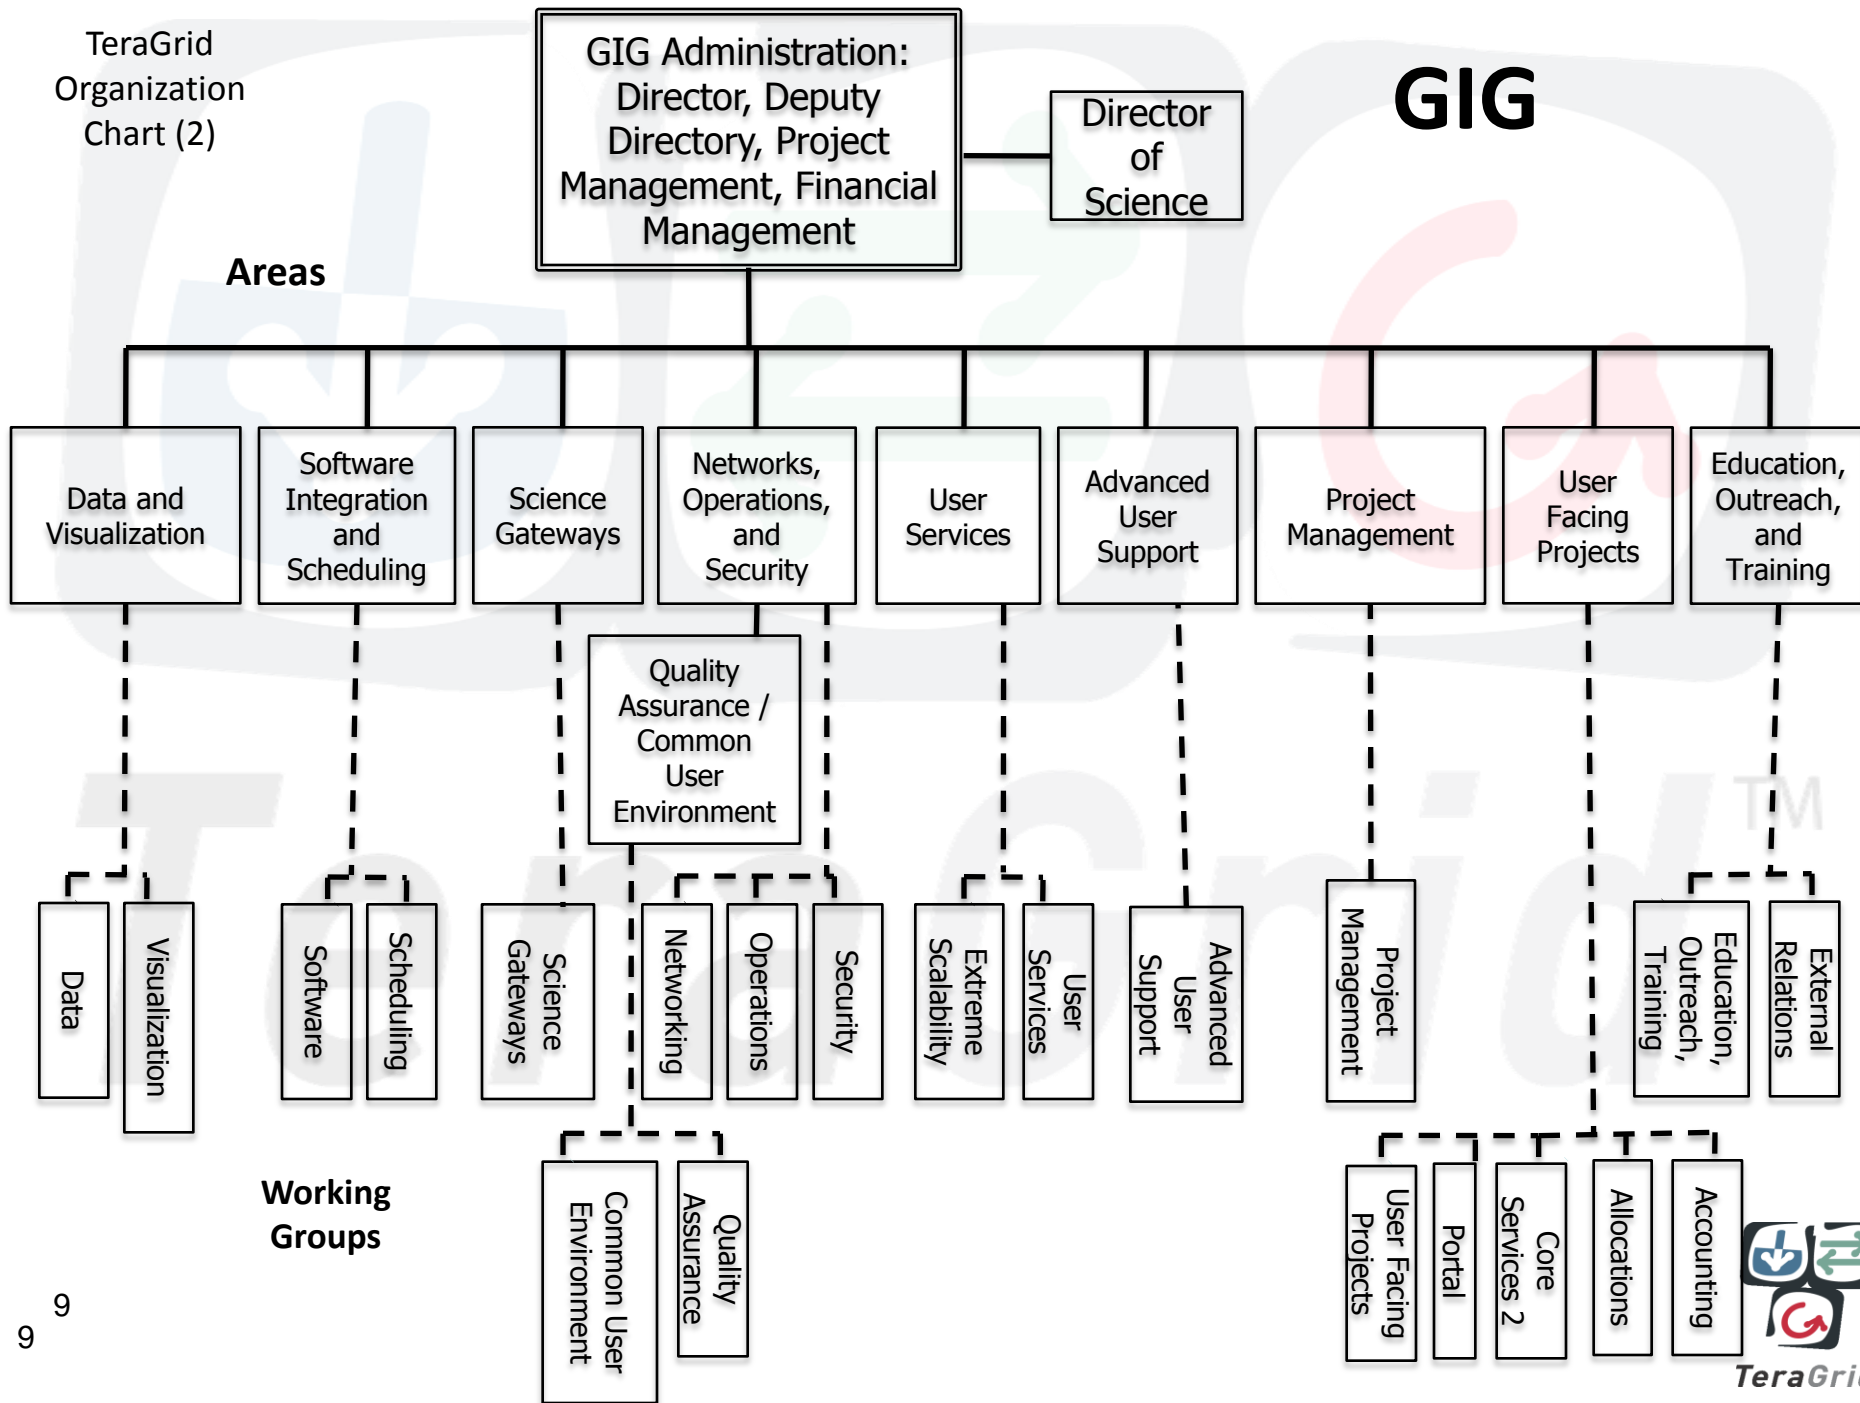 TeraGrid
Organization
Chart (2)
GIG Administration:
Director, Deputy
Directory, Project
Management, Financial
Management
Director
of
Science
GIG
Areas
Data and
Visualization
Software
Integration
and
Scheduling
Science
Gateways
Networks,
Operations,
and
Security
User
Services
Advanced
User
Support
Project
Management
User
Facing
Projects
Education,
Outreach,
and
Training
Quality
Assurance /
Common
User
Environment
Data
Visualization
Software
Scheduling
Science
Gateways
Networking
Operations
Security
Extreme
Scalability
User
Services
Advanced
User
Support
Project
Management
Education,
Outreach,
Training
External
Relations
Working
Groups
Common User
Environment
Quality
Assurance
User Facing
Projects
Portal
Core
Services 2
Allocations
Accounting
9
9
TeraGrid
TeraGrid
TM